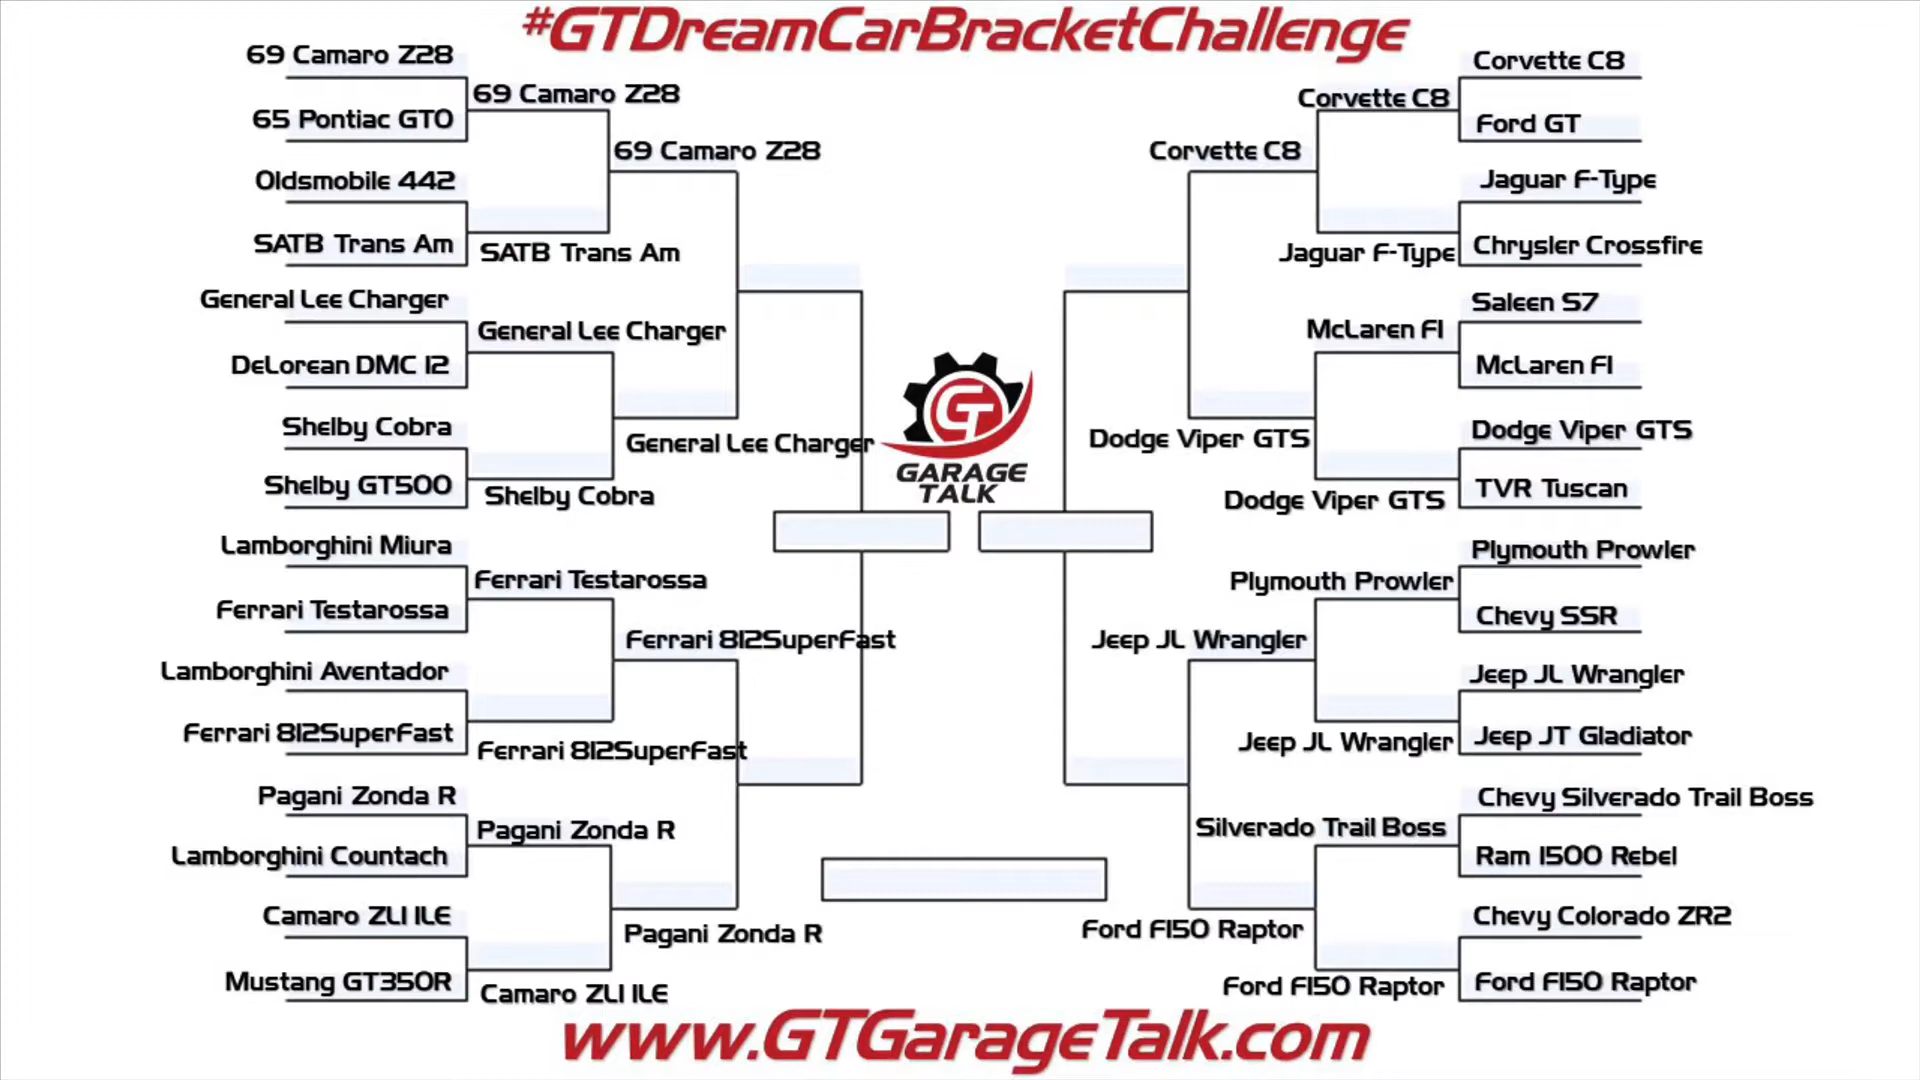 #GTDreamCarBracketChallenge
69 Camaro Z28
65 Pontiac GTO
Oldsmobile 442
SATB Trans Am
General Lee Charger
DeLorean DMC 12
Shelby Cobra
Shelby GT500
Lamborghini Miura
Ferrari Testarossa
Lamborghini Aventador
Ferrari 812SuperFast
Pagani Zonda R
Lamborghini Countach
Camaro ZL1 1LE
Mustang GT350R
69 Camaro Z28
SATB Trans Am
General Lee Charger
Shelby Cobra
Ferrari Testarossa
Ferrari 812SuperFast
Pagani Zonda R
Camaro ZL1 1LE
69 Camaro Z28
General Lee Charger
Ferrari 812SuperFast
Pagani Zonda R
GT
GARAGE
TALK
Corvette C8
Dodge Viper GTS
Jeep JL Wrangler
Ford F150 Raptor
Corvette C8
Jaguar F-Type
McLaren F1
Dodge Viper GTS
Plymouth Prowler
Jeep JL Wrangler
Silverado Trail Boss
Ford F150 Raptor
Corvette C8
Ford GT
Jaguar F-Type
Chrysler Crossfire
Saleen S7
McLaren F1
Dodge Viper GTS
TVR Tuscan
Plymouth Prowler
Chevy SSR
Jeep JL Wrangler
Jeep JT Gladiator
Chevy Silverado Trail Boss
Ram 1500 Rebel
Chevy Colorado ZR2
Ford F150 Raptor
www.GTGarageTalk.com